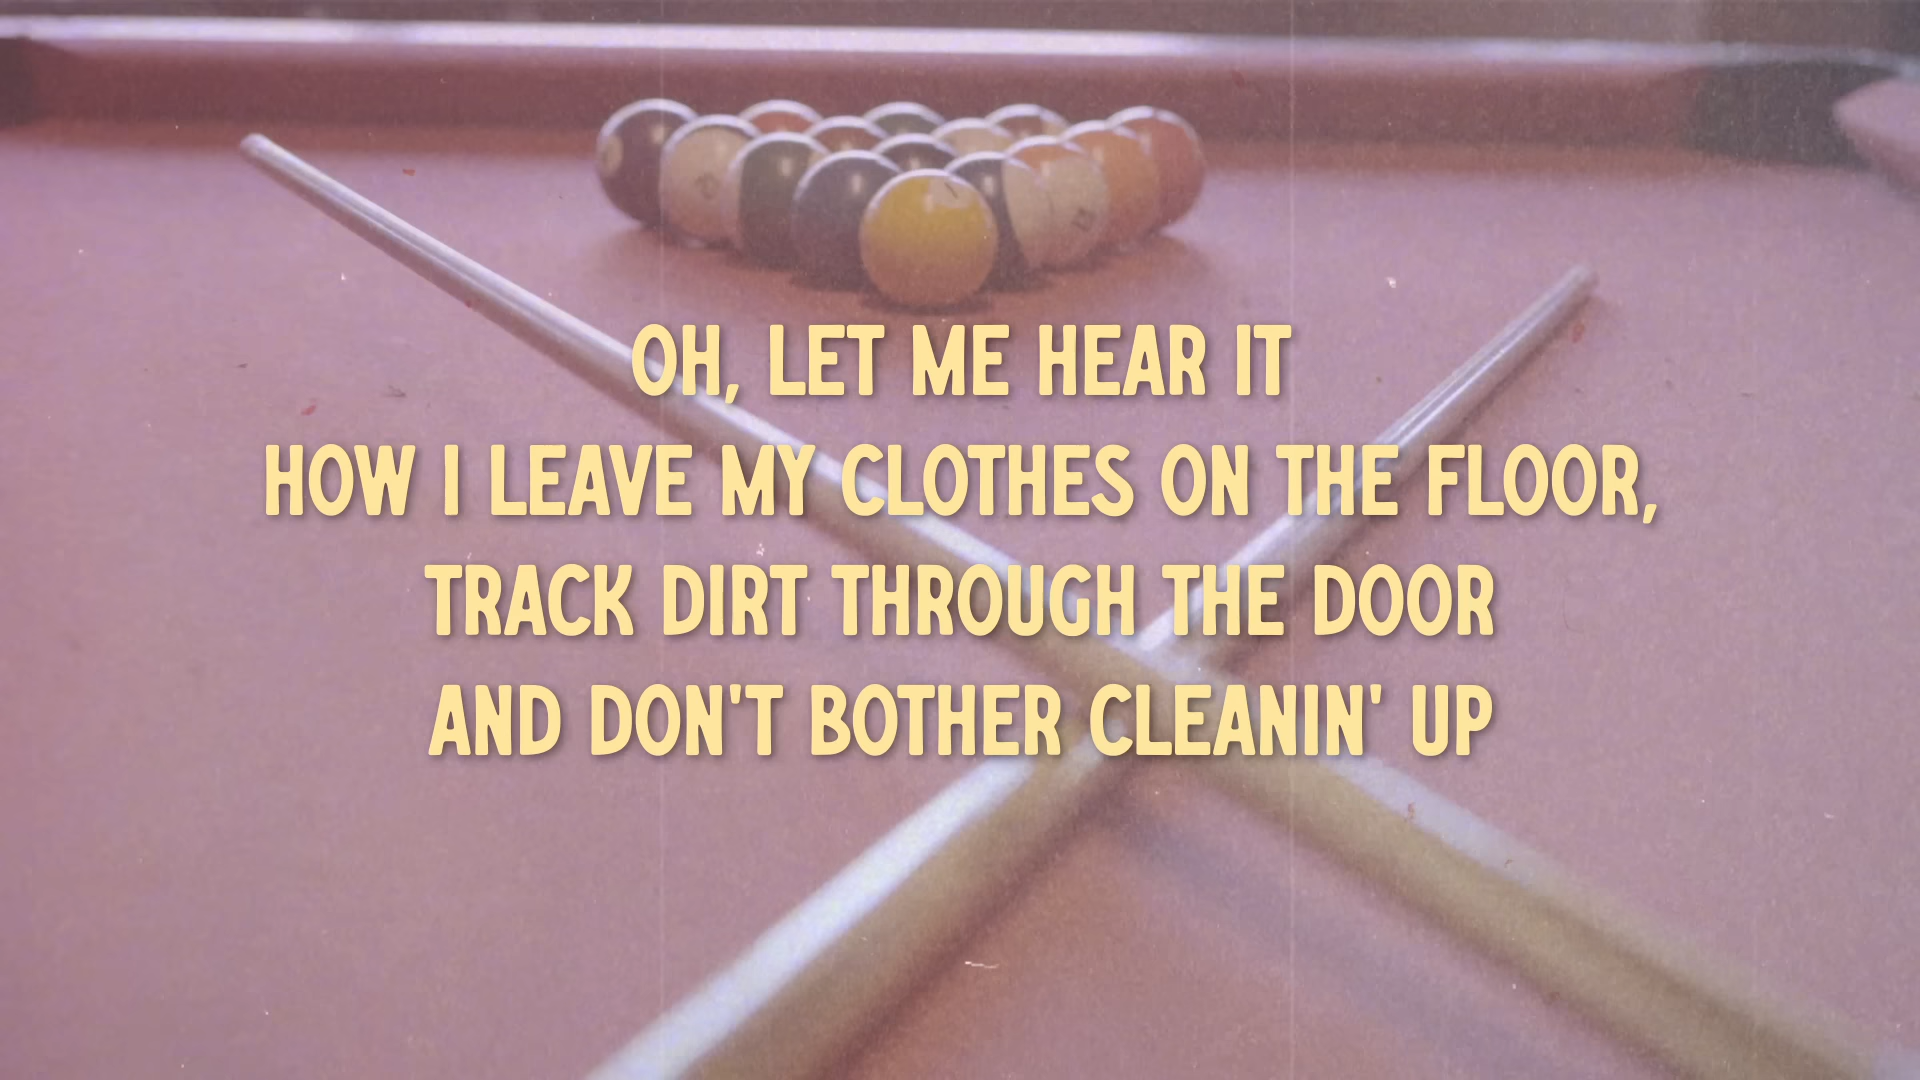 OH, LET ME HEAR IT
HOW I LEAVE MY CLOTHES ON THE FLOOR,
TRACK DIRT THROUGH THE DOOR
AND DON'T BOTHER CLEANIN' UP